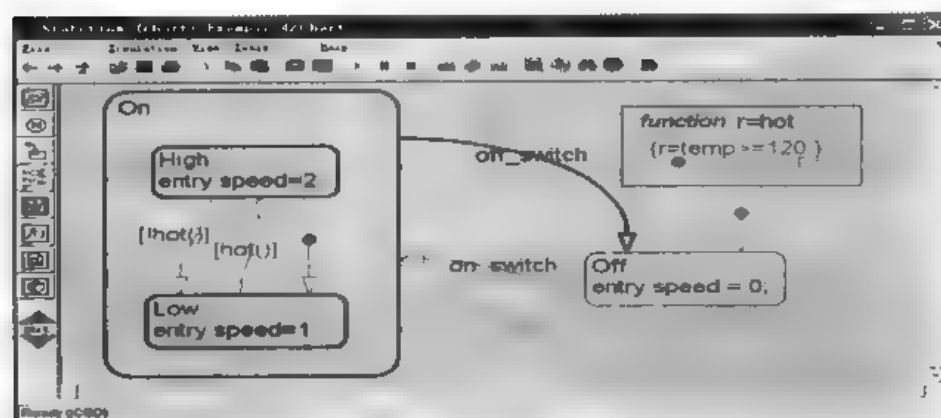 On
High
entry speed=2
[!hot()]
[hot()]
Low
entry speed=1
off_switch
on_switch
function r=hot
{r=temp>=120 }
Off
entry speed = 0;